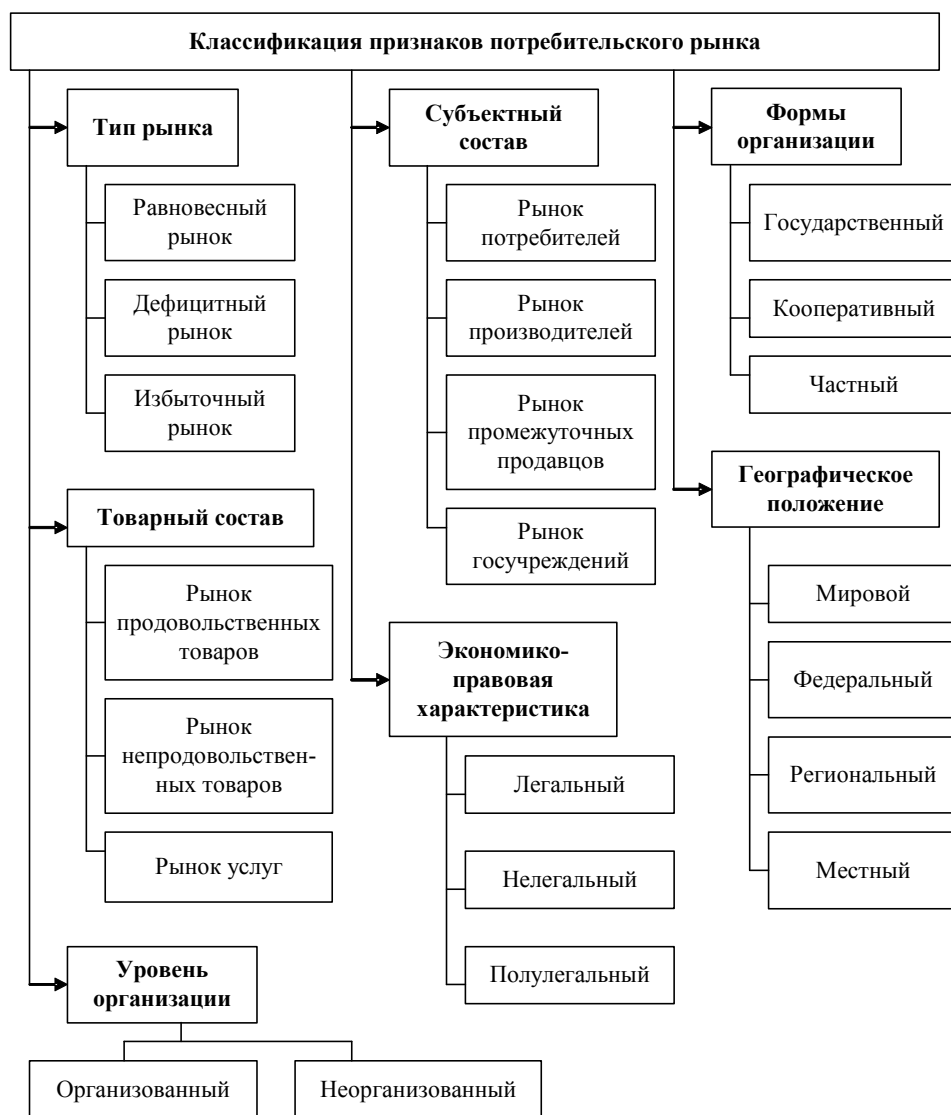 Классификация признаков потребительского рынка
Тип рынка
Равновесный
рынок
Дефицитный
рынок
Избыточный
рынок
Товарный состав
Рынок
продовольственных
товаров
Рынок
непродовольствен-
ных товаров
Рынок услуг
Уровень
организации
Организованный
Неорганизованный
Субъектный
состав
Рынок
потребителей
Рынок
производителей
Рынок
промежуточных
продавцов
Рынок
госучреждений
Экономико-
правовая
характеристика
Легальный
Нелегальный
Полулегальный
Формы
организации
Государственный
Кооперативный
Частный
Географическое
положение
Мировой
Федеральный
Региональный
Местный